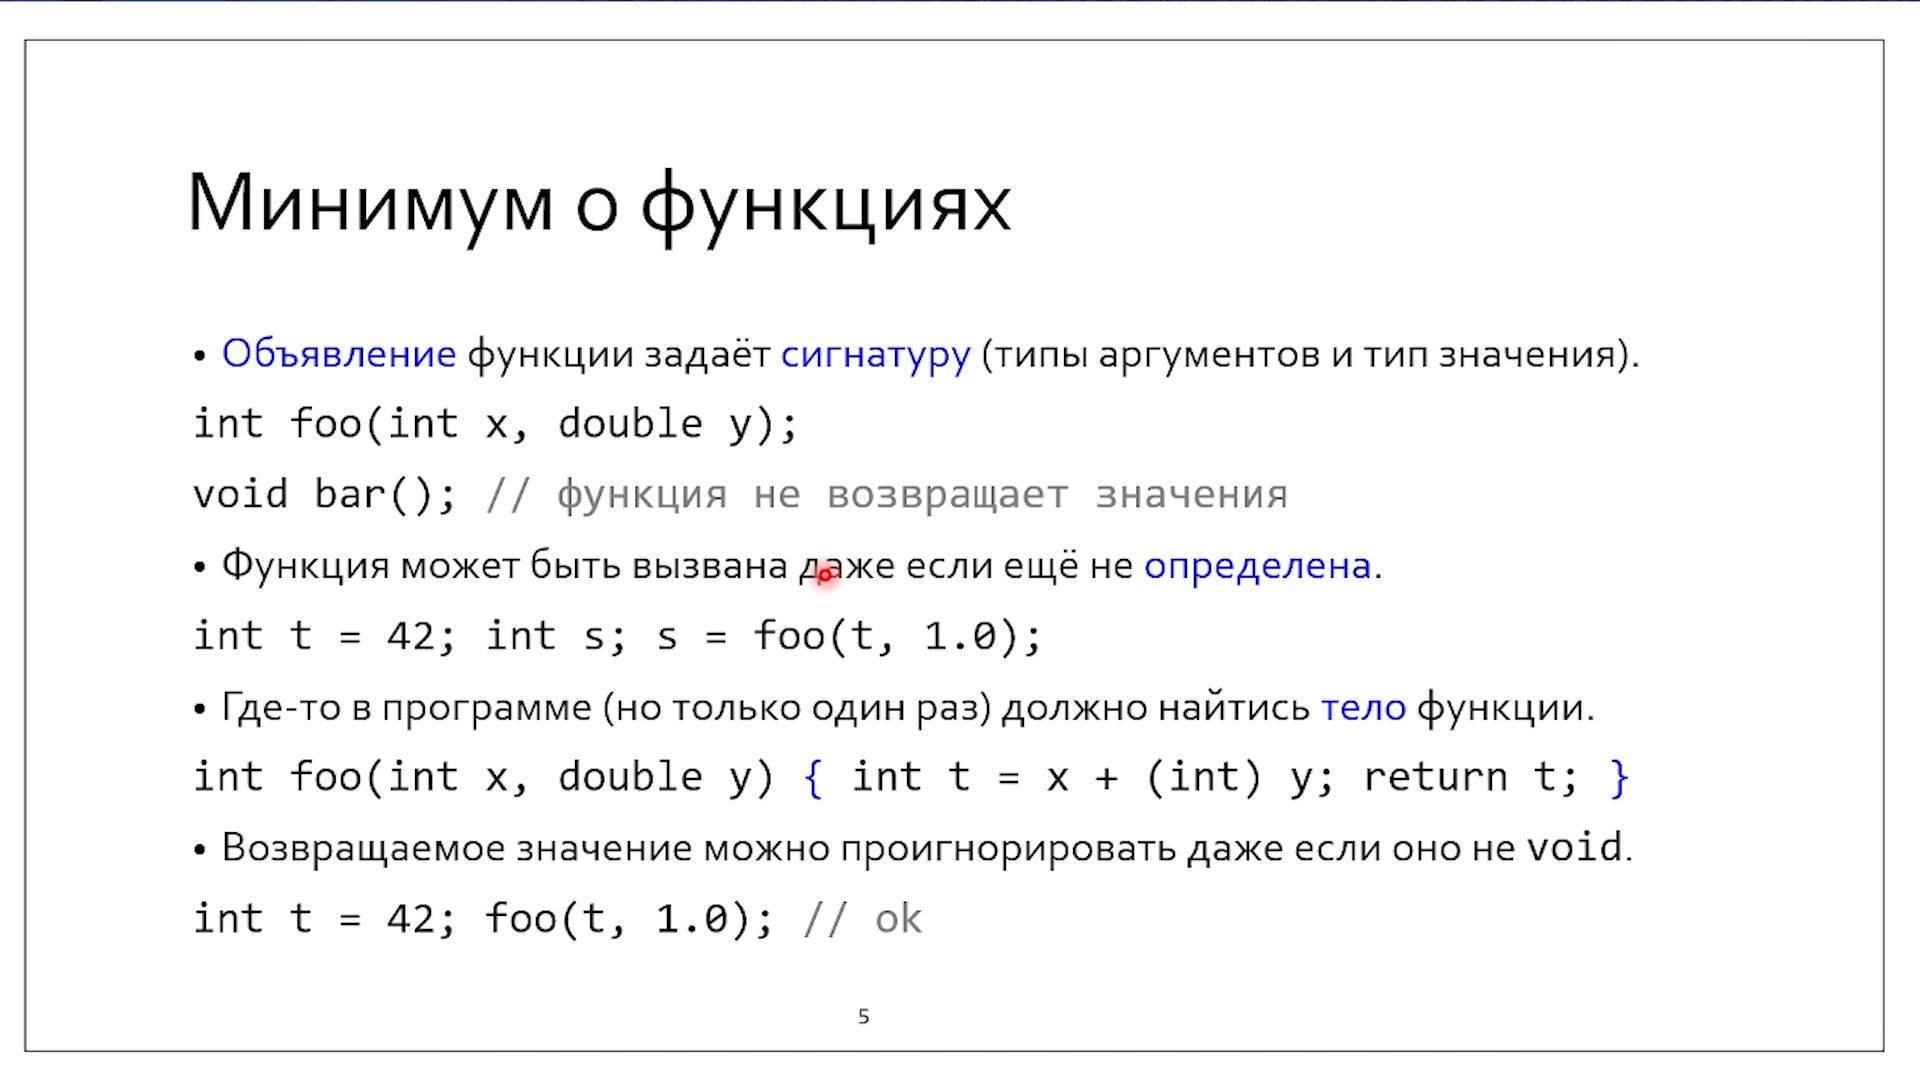 Минимум о функциях
• Объявление функции задаёт сигнатуру (типы аргументов и тип значения).
int foo(int x, double y);
void bar(); // функция не возвращает значения
• Функция может быть вызвана даже если ещё не определена.
int t = 42; int s; s = foo(t, 1.0);
• Где-то в программе (но только один раз) должно найтись тело функции.
int foo(int x, double y) { int t = x + (int) y; return t; }
• Возвращаемое значение можно проигнорировать даже если оно не void.
int t = 42; foo(t, 1.0); // ok
5